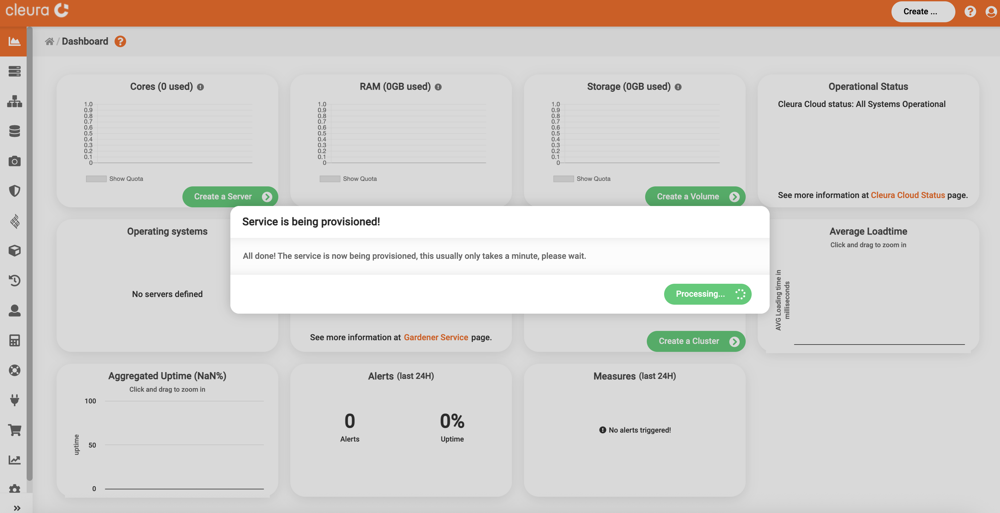 cleura
Create ...
Dashboard
Cores (0 used)
1.0
0.9
0.8
0.7
0.6
0.5
0.4
0.3
0.2
0.1
0
Show Quota
Create a Server
RAM (0GB used)
1.0
0.9
0.8
0.7
0.6
0.5
0.4
0.3
0.2
0.1
0
Show Quota
Storage (0GB used)
1.0
0.9
0.8
0.7
0.6
0.5
0.4
0.3
0.2
0.1
0
Show Quota
Create a Volume
Operational Status
Cleura Cloud status: All Systems Operational
See more information at Cleura Cloud Status page.
Service is being provisioned!
All done! The service is now being provisioned, this usually only takes a minute, please wait.
Processing...
Operating systems
No servers defined
See more information at Gardener Service page.
Create a Cluster
Average Loadtime
Click and drag to zoom in
AVG Loading time in
milliseconds
Aggregated Uptime (NaN%)
Click and drag to zoom in
100
50
0
uptime
Alerts (last 24H)
0
Alerts
0%
Uptime
Measures (last 24H)
No alerts triggered!